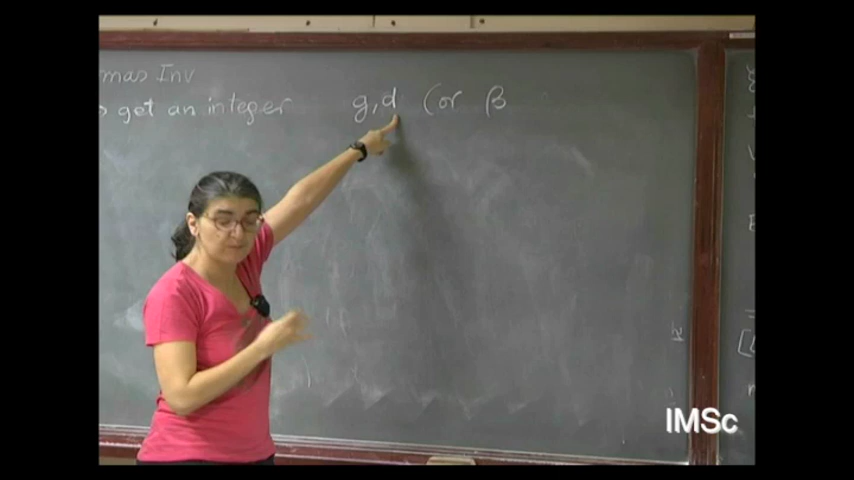 mas Inv
get an integer g,d (or β
IMSc